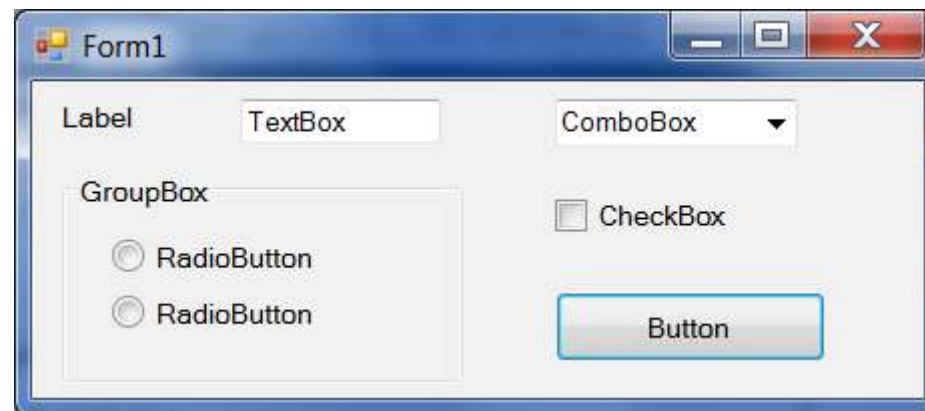 Form1
Label
TextBox
ComboBox
GroupBox
CheckBox
RadioButton
RadioButton
Button